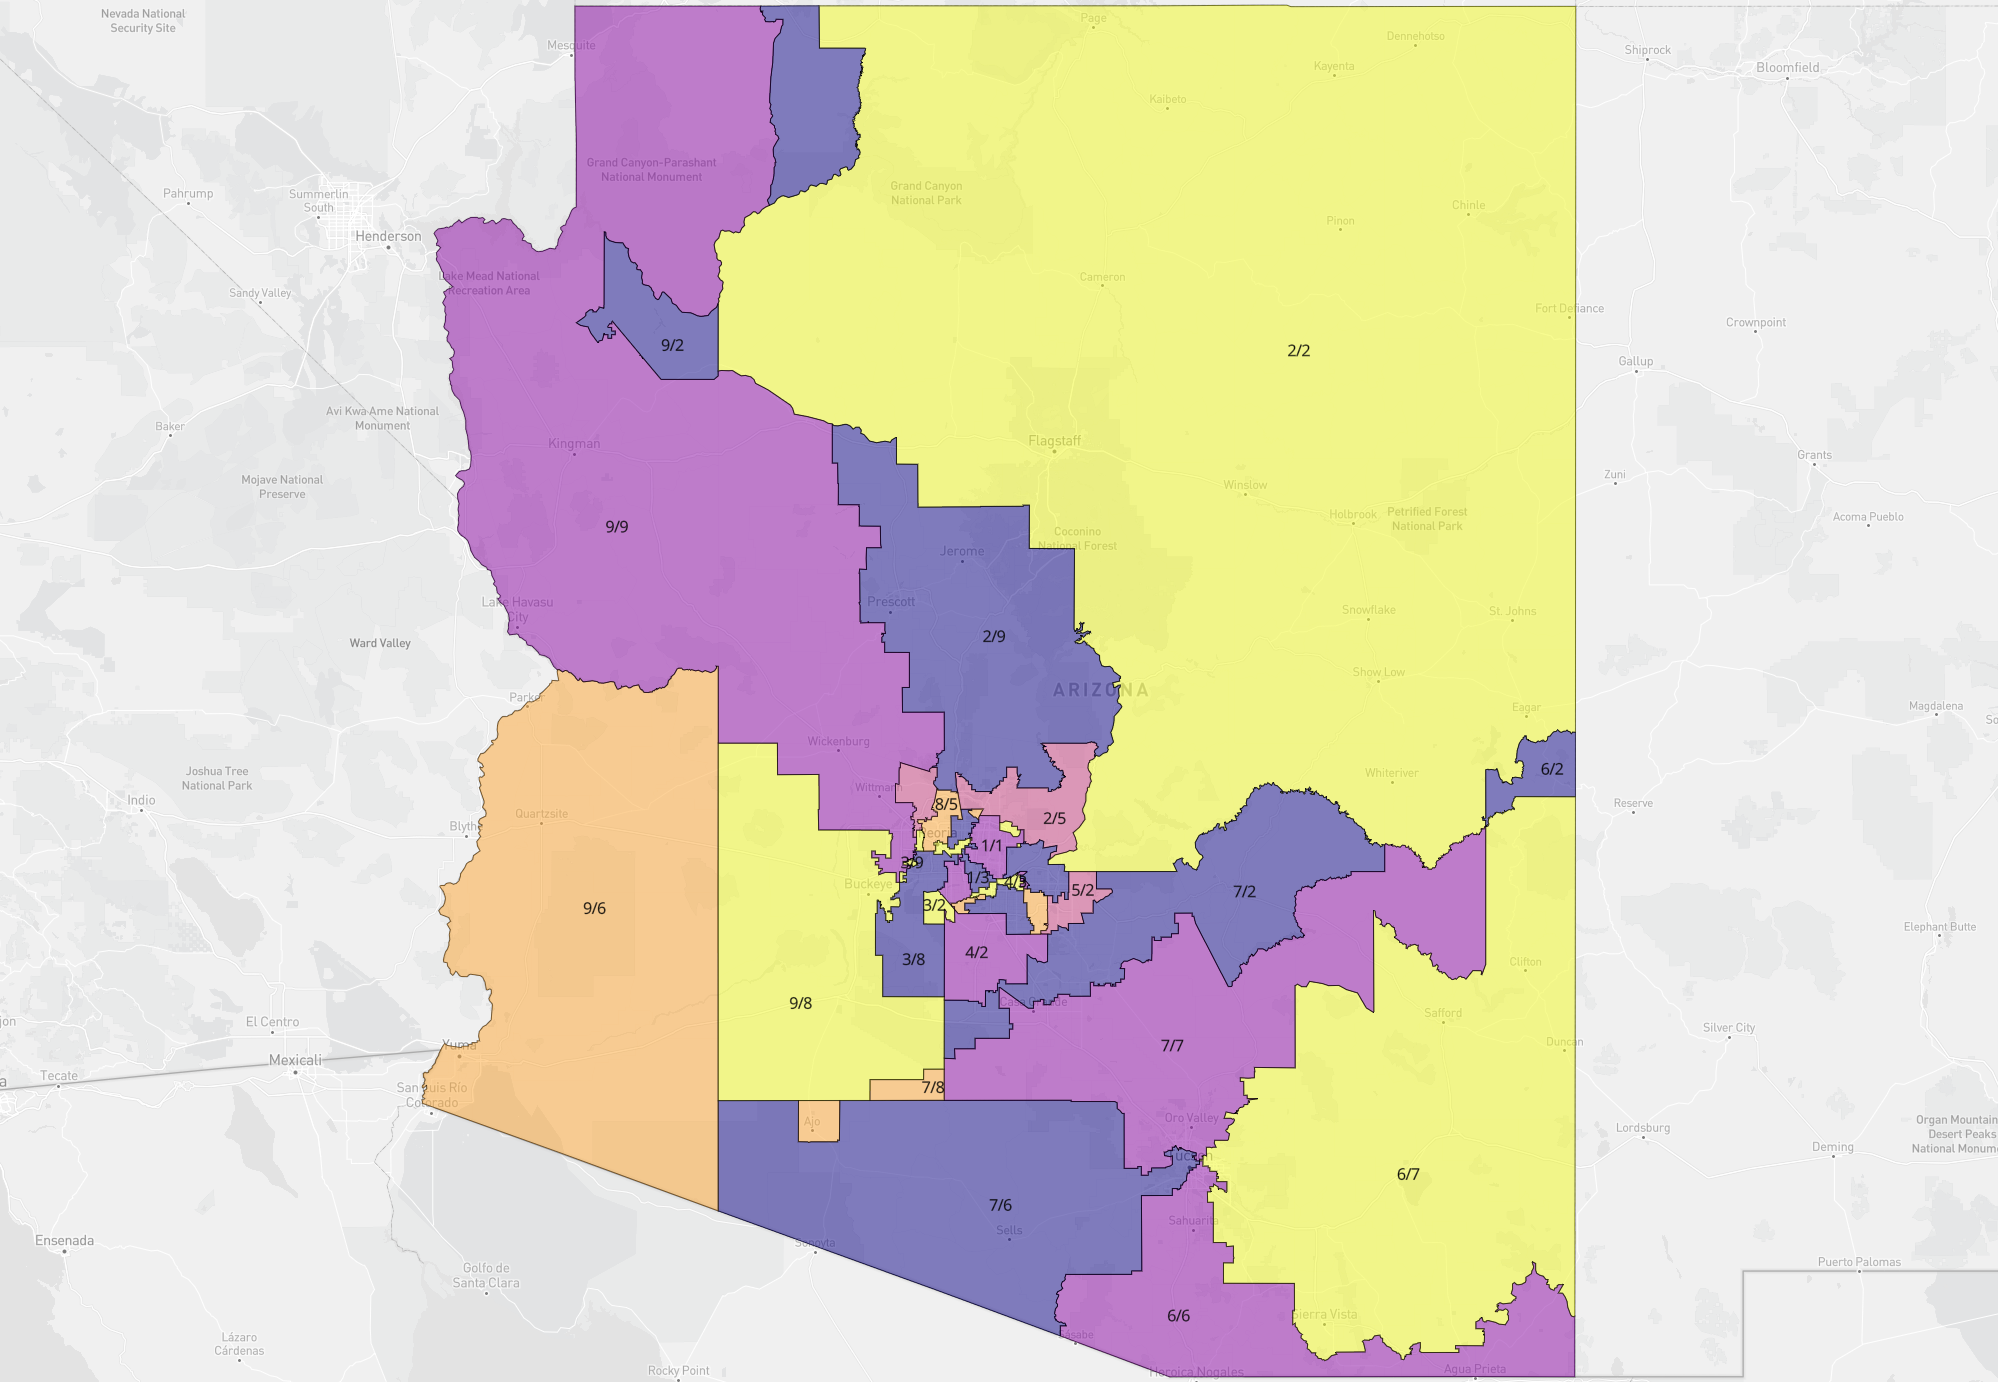 Nevada National
Security Site
Mesquite
Page
Dennehotso
Shiprock
Bloomfield
Kayenta
Kaibeto
Grand Canyon-Parashant
National Monument
Pahrump
Summerlin
South
Grand Canyon
National Park
Chinle
Pinon
Henderson
Lake Mead National
Recreation Area
Sandy Valley
Cameron
Fort Defiance
Crownpoint
9/2
2/2
Gallup
Avi Kwa Ame National
Monument
Baker
Kingman
Flagstaff
Grants
Zuni
Mojave National
Preserve
Winslow
Holbrook
Petrified Forest
National Park
Acoma Pueblo
9/9
Coconino
National Forest
Jerome
Lake Havasu
City
Prescott
Snowflake
St. Johns
Ward Valley
2/9
Show Low
ARIZONA
Parker
Eagar
Magdalena
Wickenburg
Joshua Tree
National Park
6/2
Whiteriver
Indio
Quartzsite
Wittmann
8/5
Reserve
2/5
Blythe
Peoria
1/1
3/9
Buckeye
1/3
5/2
7/2
9/6
3/2
Elephant Butte
4/2
3/8
Clifton
9/8
Casa Grande
Safford
El Centro
Silver City
Yuma
7/7
Duncan
Mexicali
Tecate
San Luis Río
Colorado
7/8
Ajo
Oro Valley
Lordsburg
Organ Mountain
Desert Peaks
National Monume
Deming
Tucson
6/7
7/6
Sells
Sahuarita
Ensenada
Sonoyta
Puerto Palomas
Golfo de
Santa Clara
6/6
Sierra Vista
Sásabe
Lázaro
Cárdenas
Rocky Point
Heroica Nogales
Agua Prieta